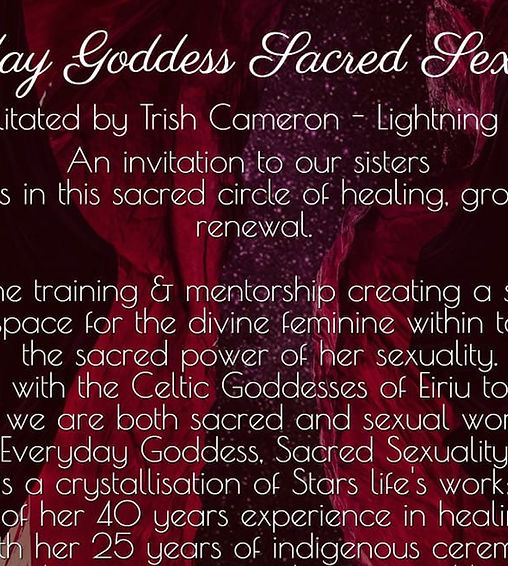 day Goddess Sacred Sex
litated by Trish Cameron - Lightning
An invitation to our sisters
s in this sacred circle of healing, gro
renewal.
ne training & mentorship creating a s
space for the divine feminine within to
the sacred power of her sexuality.
with the Celtic Goddesses of Eiriu to
we are both sacred and sexual wo
Everyday Goddess, Sacred Sexuality
s a crystallisation of Stars life's work
of her 40 years experience in heali
th her 25 years of indigenous cerem